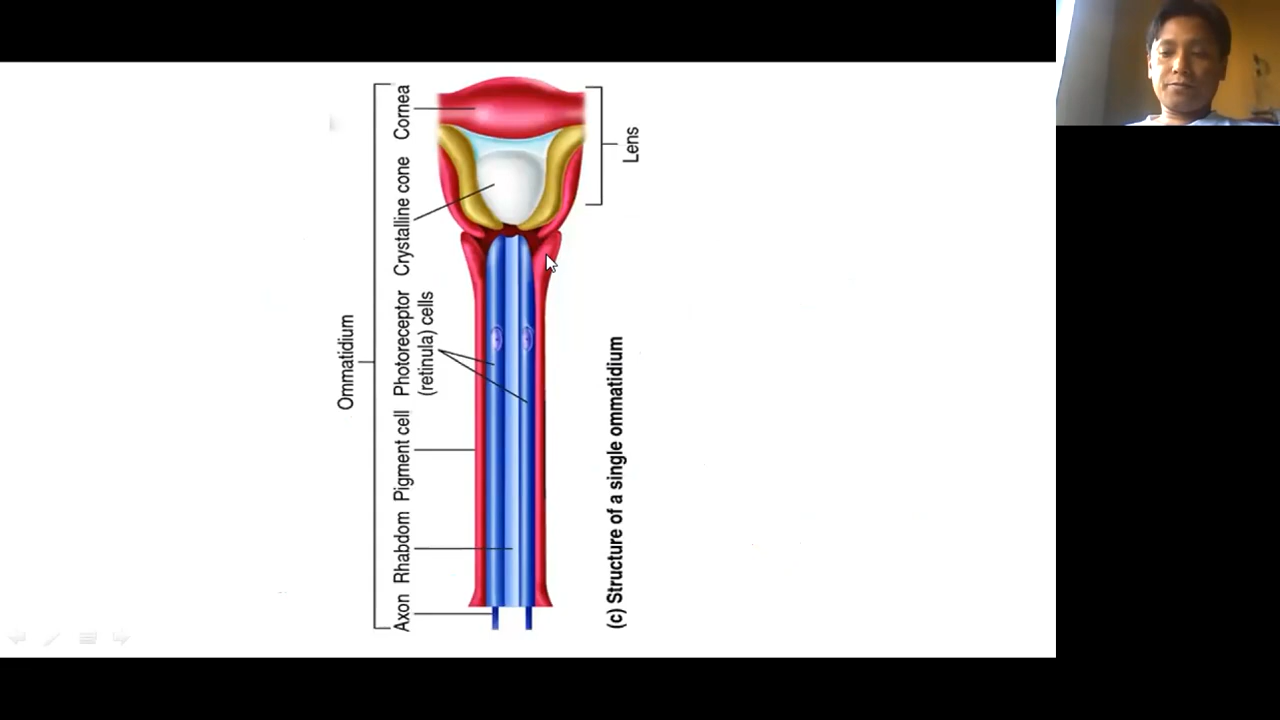 Ommatidium
Axon
Rhabdom
Pigment cell
Photoreceptor
(retinula) cells
Crystalline cone
Cornea
Lens
(c) Structure of a single ommatidium